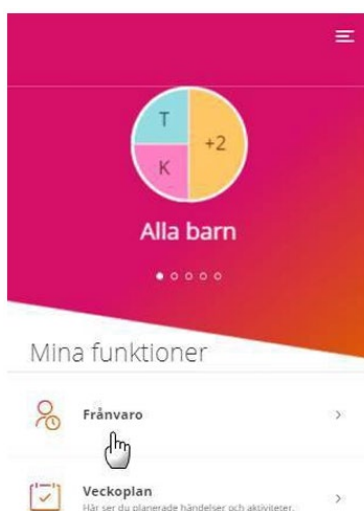 T
+2
K
Alla barn
Mina funktioner
Frånvaro
Veckoplan
Här ser du planerade händelser och aktiviteter.